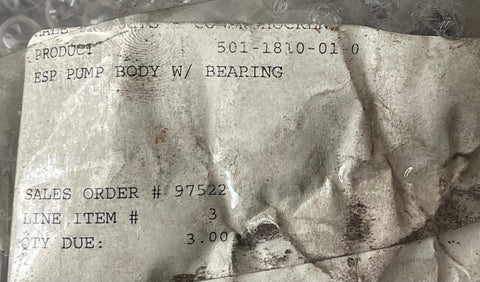 PRODUCT 501-1810-01-0
ESP PUMP BODY W/ BEARING
SALES ORDER # 97522
LINE ITEM # 3
QTY DUE: 3.00